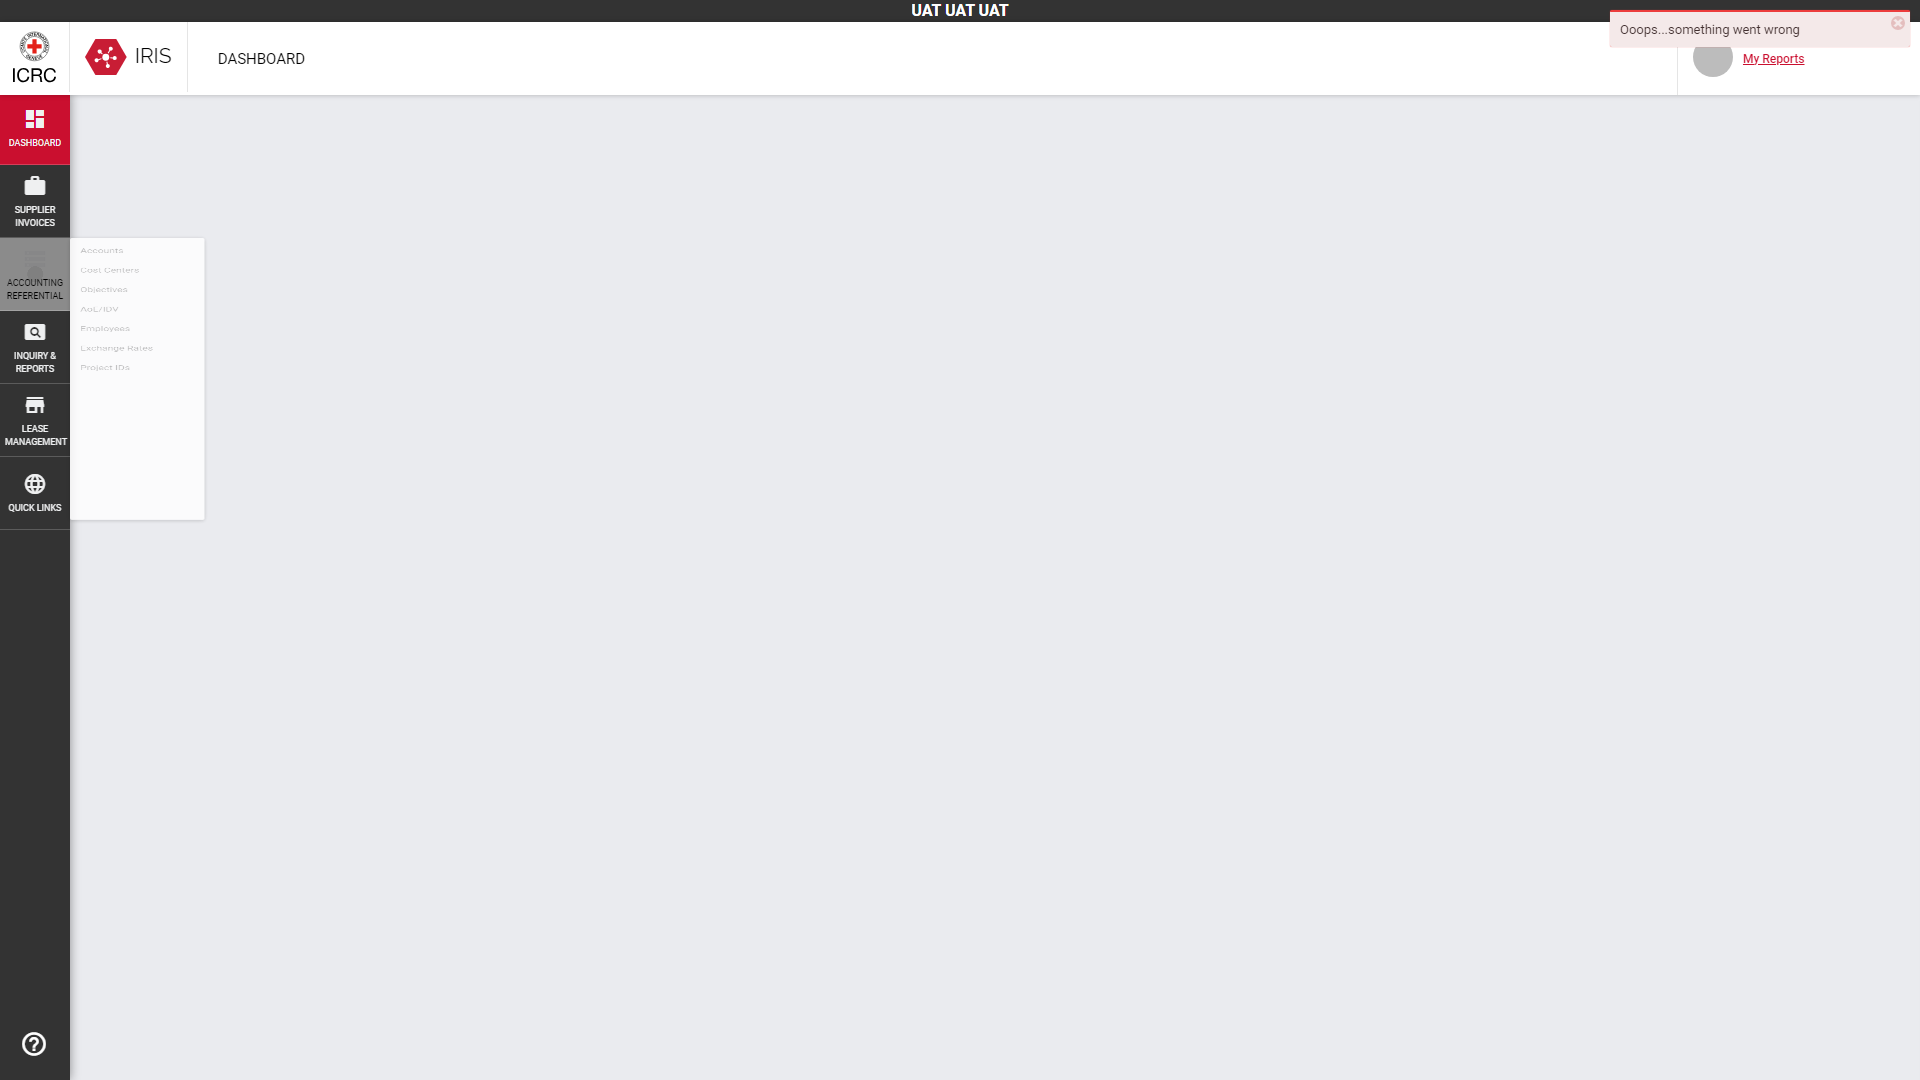 UAT UAT UAT
Ooops...something went wrong
ICRC
IRIS
DASHBOARD
My Reports
DASHBOARD
SUPPLIER
INVOICES
ACCOUNTING
REFERENTIAL
Accounts
Cost Centers
Objectives
AoL/IDV
Employees
Exchange Rates
Project IDs
INQUIRY &
REPORTS
LEASE
MANAGEMENT
QUICK LINKS